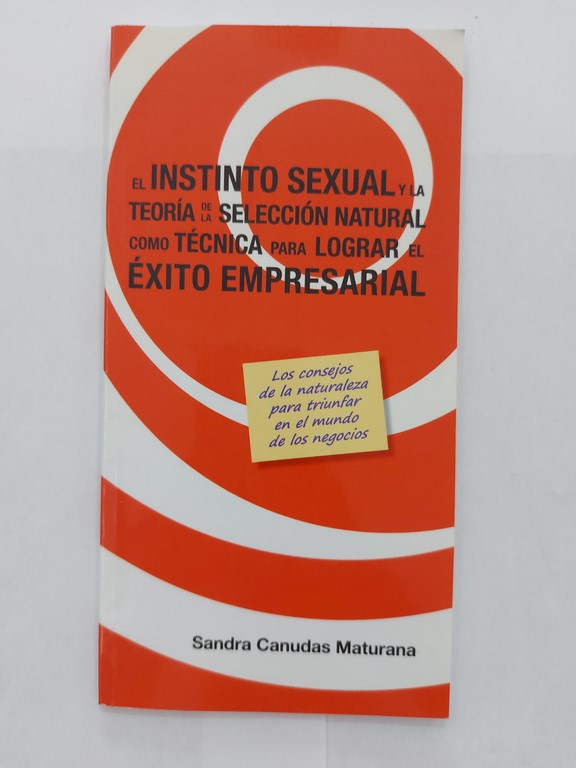 EL INSTINTO SEXUAL Y LA
TEORÍA DE LA SELECCIÓN NATURAL
COMO TÉCNICA PARA LOGRAR EL
ÉXITO EMPRESARIAL
Los consejos
de la naturaleza
para triunfar
en el mundo
de los negocios
Sandra Canudas Maturana